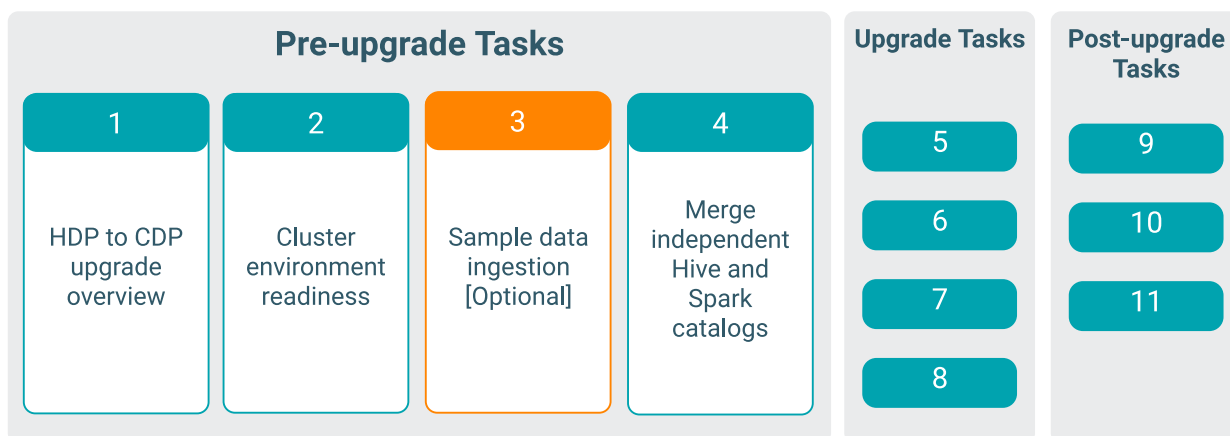 Pre-upgrade Tasks
1
HDP to CDP
upgrade
overview
2
Cluster
environment
readiness
3
Sample data
ingestion
[Optional]
4
Merge
independent
Hive and
Spark
catalogs
Upgrade Tasks
5
6
7
8
Post-upgrade
Tasks
9
10
11